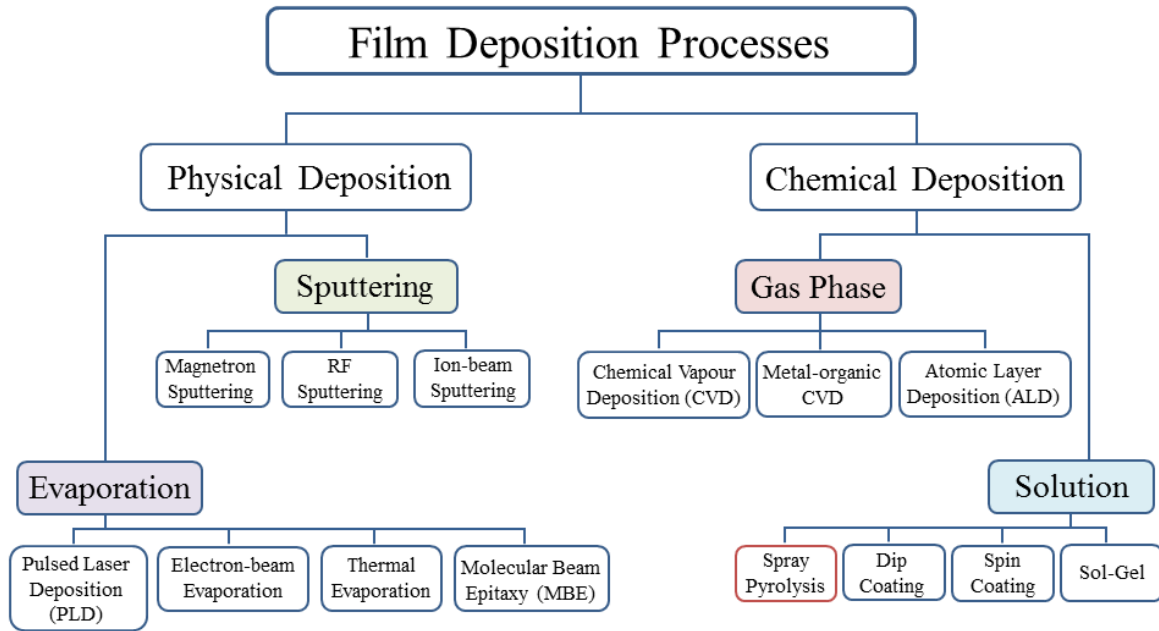 Film Deposition Processes
Physical Deposition
Chemical Deposition
Sputtering
Gas Phase
Magnetron
Sputtering
RF
Sputtering
Ion-beam
Sputtering
Chemical Vapour
Deposition (CVD)
Metal-organic
CVD
Atomic Layer
Deposition (ALD)
Evaporation
Solution
Pulsed Laser
Deposition
(PLD)
Electron-beam
Evaporation
Thermal
Evaporation
Molecular Beam
Epitaxy (MBE)
Spray
Pyrolysis
Dip
Coating
Spin
Coating
Sol-Gel